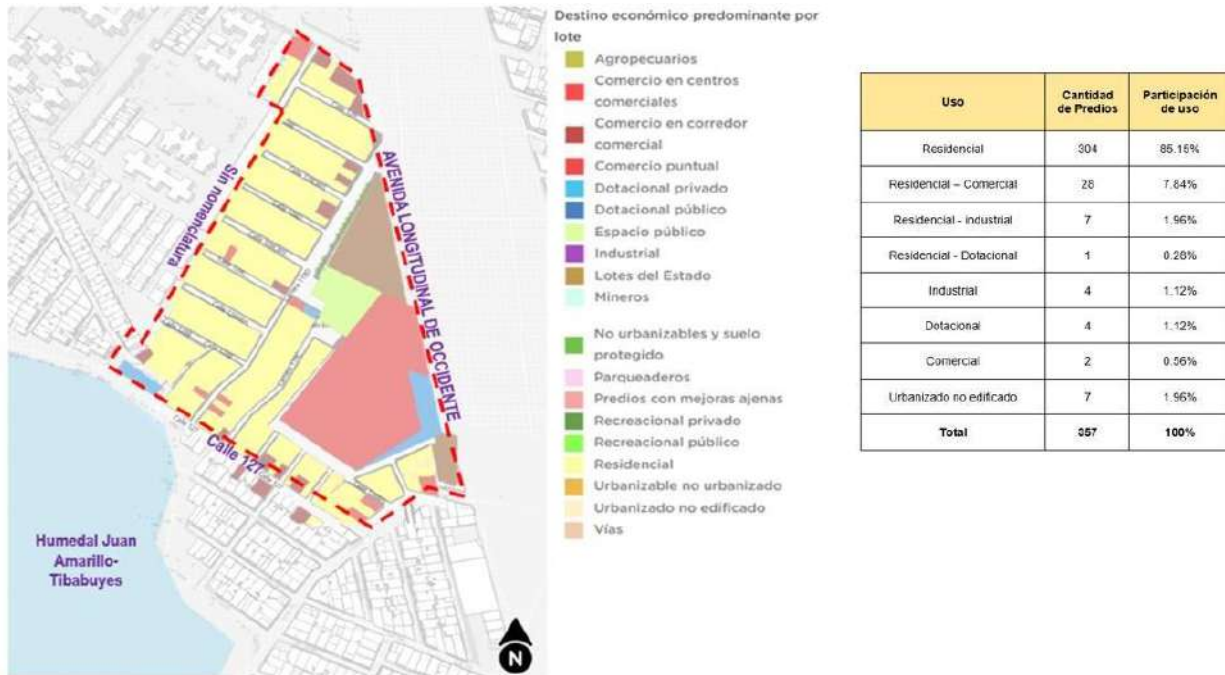 Destino económico predominante por
lote
Agropecuarios
Comercio en centros
comerciales
Comercio en corredor
comercial
Comercio puntual
Dotacional privado
Dotacional público
Espacio público
Industrial
Lotes del Estado
Mineros
No urbanizables y suelo
protegido
Parqueaderos
Predios con mejoras ajenas
Recreacional privado
Recreacional público
Residencial
Urbanizable no urbanizado
Urbanizado no edificado
Vías
Sin nomenclatura
AVENIDA LONGITUDINAL DE OCCIDENTE
Calle 127
Humedal Juan
Amarillo-
Tibabuyes
N
Uso Cantidad de Predios Participación de uso
Residencial 304 85.15%
Residencial – Comercial 28 7.84%
Residencial - industrial 7 1.96%
Residencial - Dotacional 1 0.28%
Industrial 4 1.12%
Dotacional 4 1.12%
Comercial 2 0.56%
Urbanizado no edificado 7 1.96%
Total 357 100%